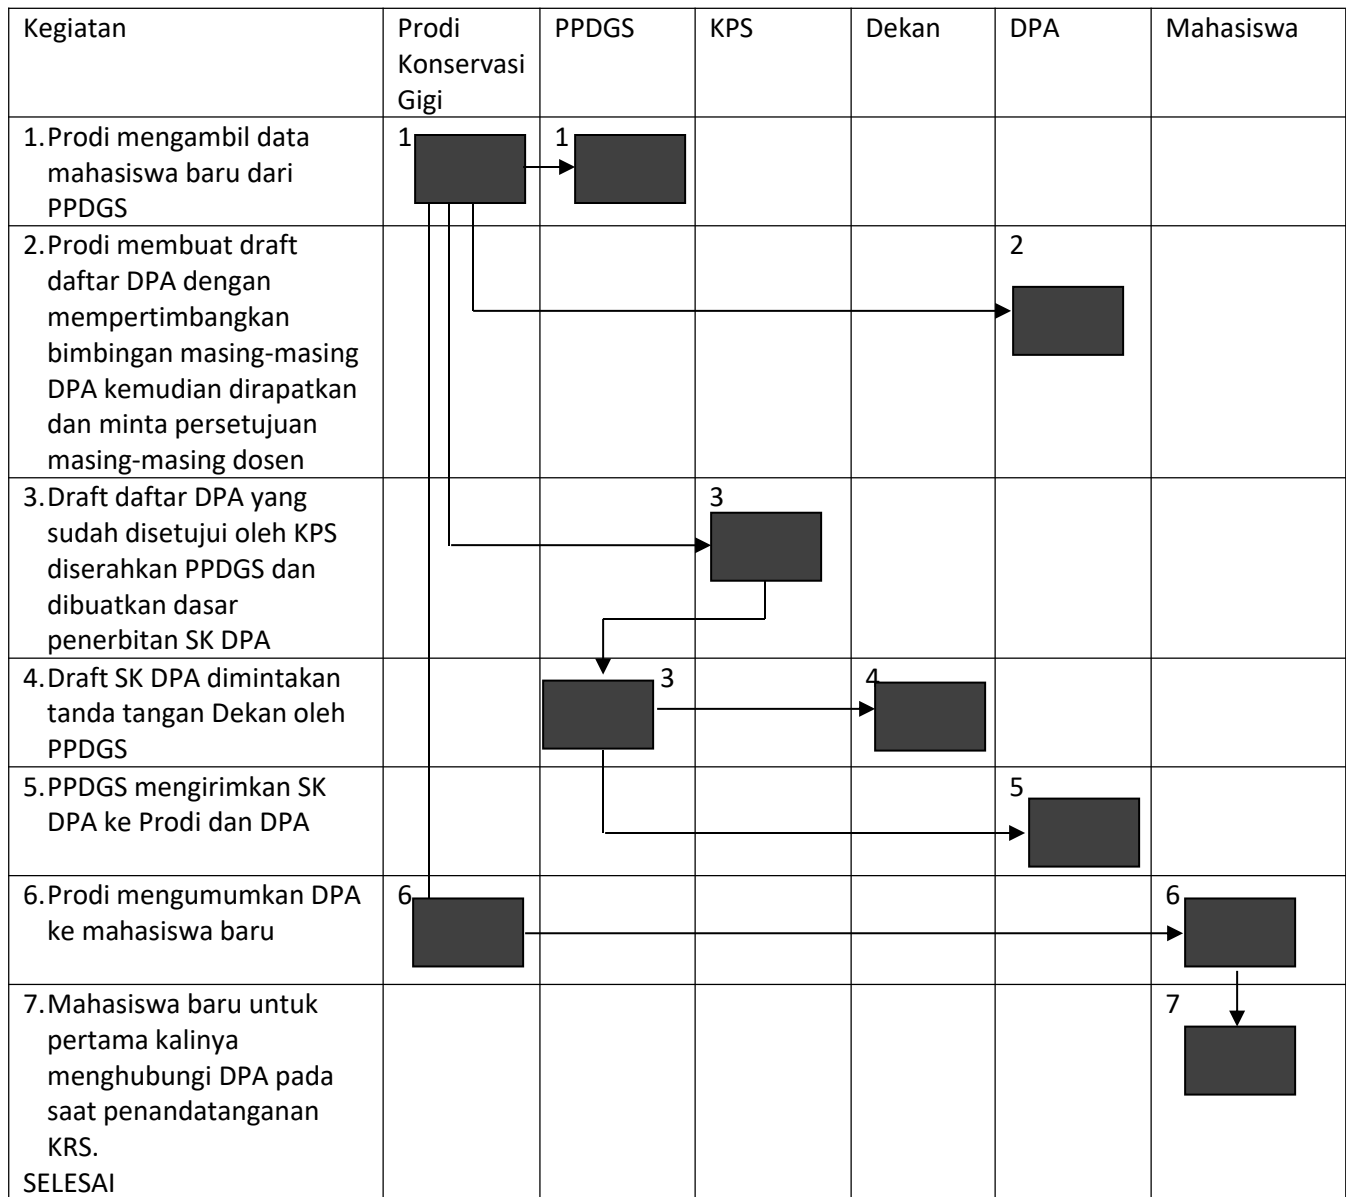 Kegiatan
Prodi
Konservasi
Gigi
PPDGS
KPS
Dekan
DPA
Mahasiswa
1.Prodi mengambil data
mahasiswa baru dari
PPDGS
1
1
2.Prodi membuat draft
daftar DPA dengan
mempertimbangkan
bimbingan masing-masing
DPA kemudian dirapatkan
dan minta persetujuan
masing-masing dosen
2
3.Draft daftar DPA yang
sudah disetujui oleh KPS
diserahkan PPDGS dan
dibuatkan dasar
penerbitan SK DPA
3
4.Draft SK DPA dimintakan
tanda tangan Dekan oleh
PPDGS
3
4
5.PPDGS mengirimkan SK
DPA ke Prodi dan DPA
5
6.Prodi mengumumkan DPA
ke mahasiswa baru
6
6
7.Mahasiswa baru untuk
pertama kalinya
menghubungi DPA pada
saat penandatanganan
KRS.
SELESAI
7